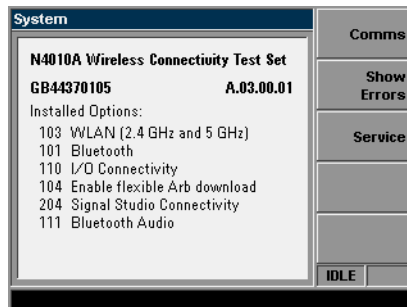 System
N4010A Wireless Connectivity Test Set
GB44370105 A.03.00.01
Installed Options:
103 WLAN (2.4 GHz and 5 GHz)
101 Bluetooth
110 I/O Connectivity
104 Enable flexible Arb download
204 Signal Studio Connectivity
111 Bluetooth Audio
Comms
Show
Errors
Service
IDLE